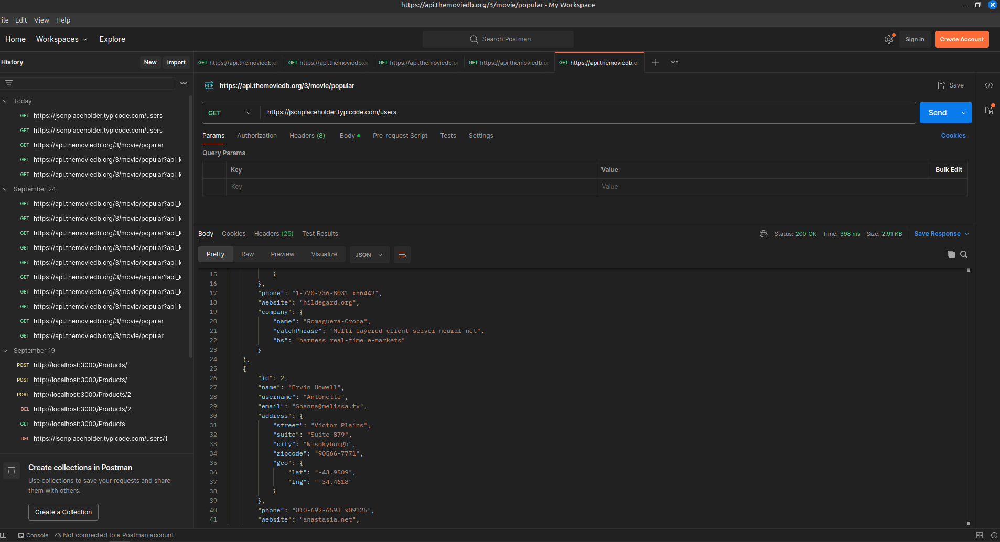 https://api.themoviedb.org/3/movie/popular - My Workspace
File Edit View Help
Home Workspaces Explore
Search Postman
Sign In Create Account
History New Import
GET https://api.themoviedb.or GET https://api.themoviedb.or GET https://api.themoviedb.or GET https://api.themoviedb.or GET https://api.themoviedb.or
HTTP https://api.themoviedb.org/3/movie/popular
Save
GET https://jsonplaceholder.typicode.com/users
Send
Params Authorization Headers (8) Body Pre-request Script Tests Settings
Cookies
Query Params
Key Value Bulk Edit
Key Value
Today
GET https://jsonplaceholder.typicode.com/users
GET https://jsonplaceholder.typicode.com/users
GET https://api.themoviedb.org/3/movie/popular
GET https://api.themoviedb.org/3/movie/popular?api_k
GET https://api.themoviedb.org/3/movie/popular?api_k
September 24
GET https://api.themoviedb.org/3/movie/popular?api_k
GET https://api.themoviedb.org/3/movie/popular?api_k
GET https://api.themoviedb.org/3/movie/popular?api_k
GET https://api.themoviedb.org/3/movie/popular?api_k
GET https://api.themoviedb.org/3/movie/popular?api_k
GET https://api.themoviedb.org/3/movie/popular?api_k
GET https://api.themoviedb.org/3/movie/popular?api_k
GET https://api.themoviedb.org/3/movie/popular?api_k
GET https://api.themoviedb.org/3/movie/popular
GET https://api.themoviedb.org/3/movie/popular
September 19
POST http://localhost:3000/Products/
POST http://localhost:3000/Products/
POST http://localhost:3000/Products/2
DEL http://localhost:3000/Products/2
GET http://localhost:3000/Products
DEL https://jsonplaceholder.typicode.com/users/1
Create collections in Postman
Use collections to save your requests and share
them with others.
Create a Collection
Body Cookies Headers (25) Test Results
Status: 200 OK Time: 398 ms Size: 2.91 KB Save Response
Pretty Raw Preview Visualize JSON
15 }
16 },
17 "phone": "1-770-736-8031 x56442",
18 "website": "hildegard.org",
19 "company": {
20 "name": "Romaguera-Crona",
21 "catchPhrase": "Multi-layered client-server neural-net",
22 "bs": "harness real-time e-markets"
23 }
24 },
25 {
26 "id": 2,
27 "name": "Ervin Howell",
28 "username": "Antonette",
29 "email": "Shanna@melissa.tv",
30 "address": {
31 "street": "Victor Plains",
32 "suite": "Suite 879",
33 "city": "Wisokyburgh",
34 "zipcode": "90566-7771",
35 "geo": {
36 "lat": "-43.9509",
37 "lng": "-34.4618"
38 }
39 },
40 "phone": "010-692-6593 x09125",
41 "website": "anastasia.net",
Console Not connected to a Postman account